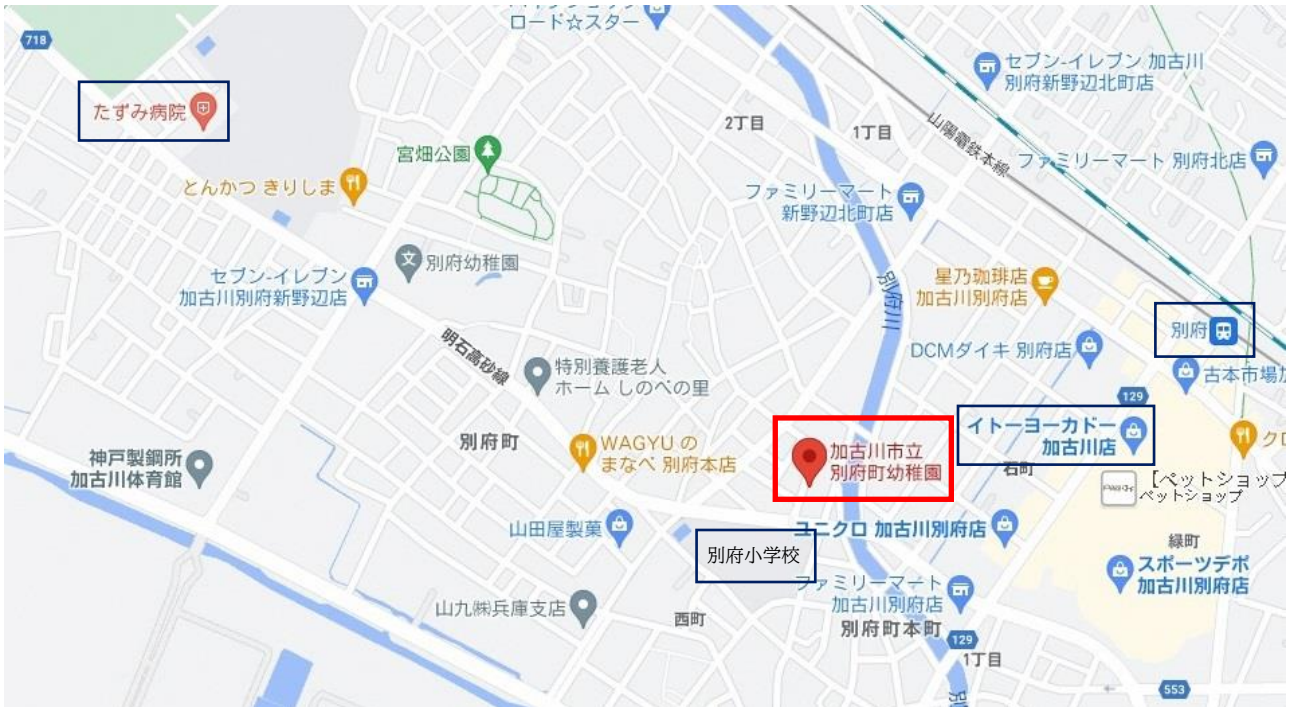 ロード☆スター
718
セブン-イレブン 加古川
別府新野辺北町店
たずみ病院
2丁目
1丁目
山陽電鉄本線
宮畑公園
ファミリーマート 別府北店
とんかつ きりしま
ファミリーマート
新野辺北町店
別府幼稚園
セブン-イレブン
加古川別府新野辺店
別府川
星乃珈琲店
加古川別府店
別府
明石高砂線
DCMダイキ 別府店
特別養護老人
ホーム しのべの里
古本市場加
129
イトーヨーカドー
加古川店
別府町
WAGYU の
まなべ 別府本店
加古川市立
別府町幼稚園
ク
神戸製鋼所
加古川体育館
石町
【ペットショップ
ペットショップ
山田屋製菓
ユニクロ 加古川別府店
別府小学校
緑町
スポーツデポ
加古川別府店
ファミリーマート
加古川別府店
山九㈱兵庫支店
西町
別府町本町
129
1丁目
553
別